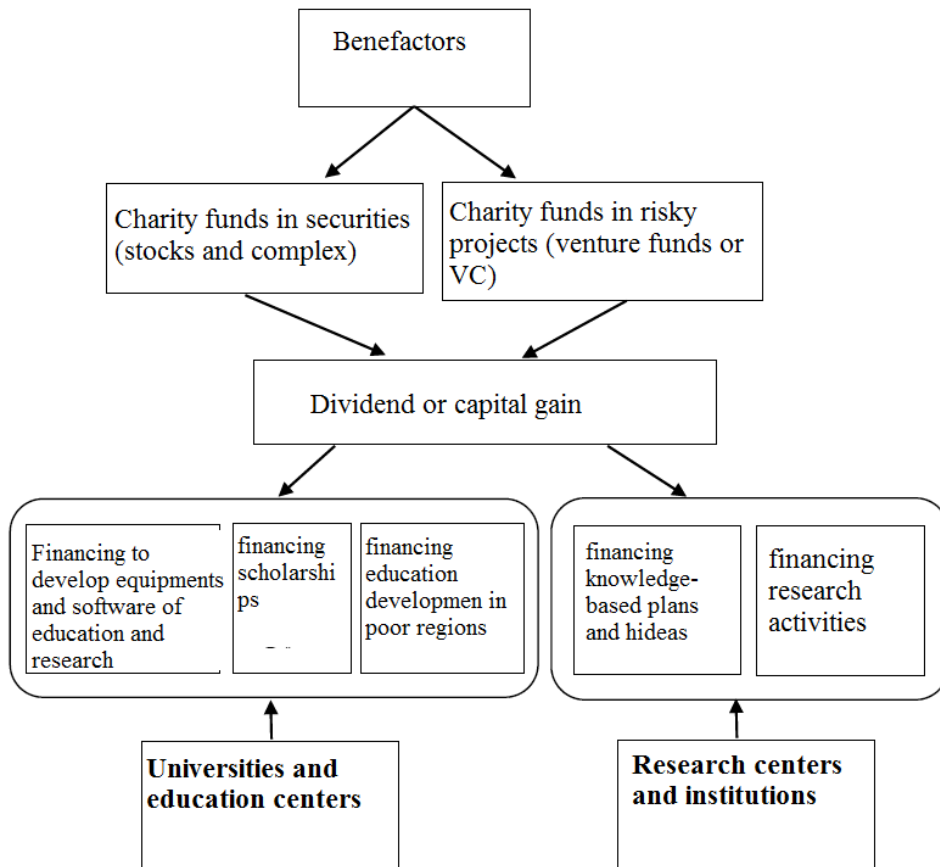 Benefactors
Charity funds in securities
(stocks and complex)
Charity funds in risky
projects (venture funds or
VC)
Dividend or capital gain
Financing to
develop equipments
and software of
education and
research
financing
scholarshi
ps
financing
education
developmen in
poor regions
financing
knowledge-
based plans
and hideas
financing
research
activities
Universities and
education centers
Research centers
and institutions